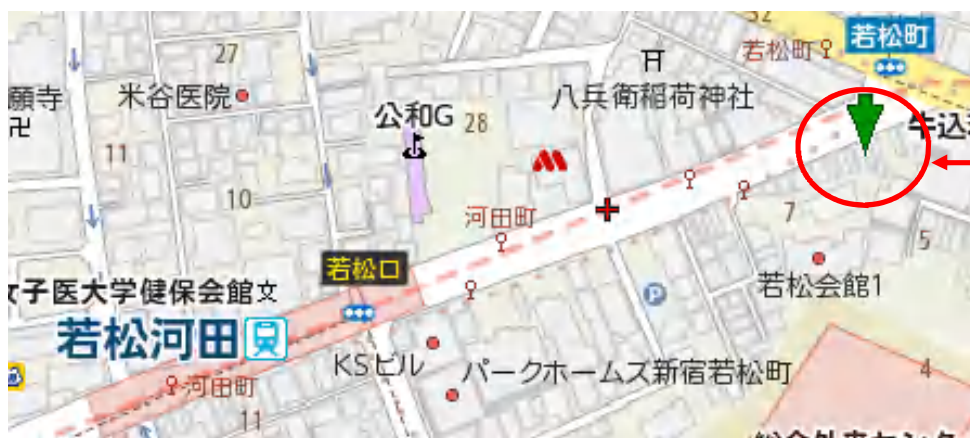 52
若松町
若松町
27
願寺
米谷医院
八兵衛稲荷神社
公和G
28
牛込
11
10
河田町
7
5
若松口
若松会館1
子医大学健保会館
文
若松河田
P
KSビル
パークホームズ新宿若松町
4
河田町
11